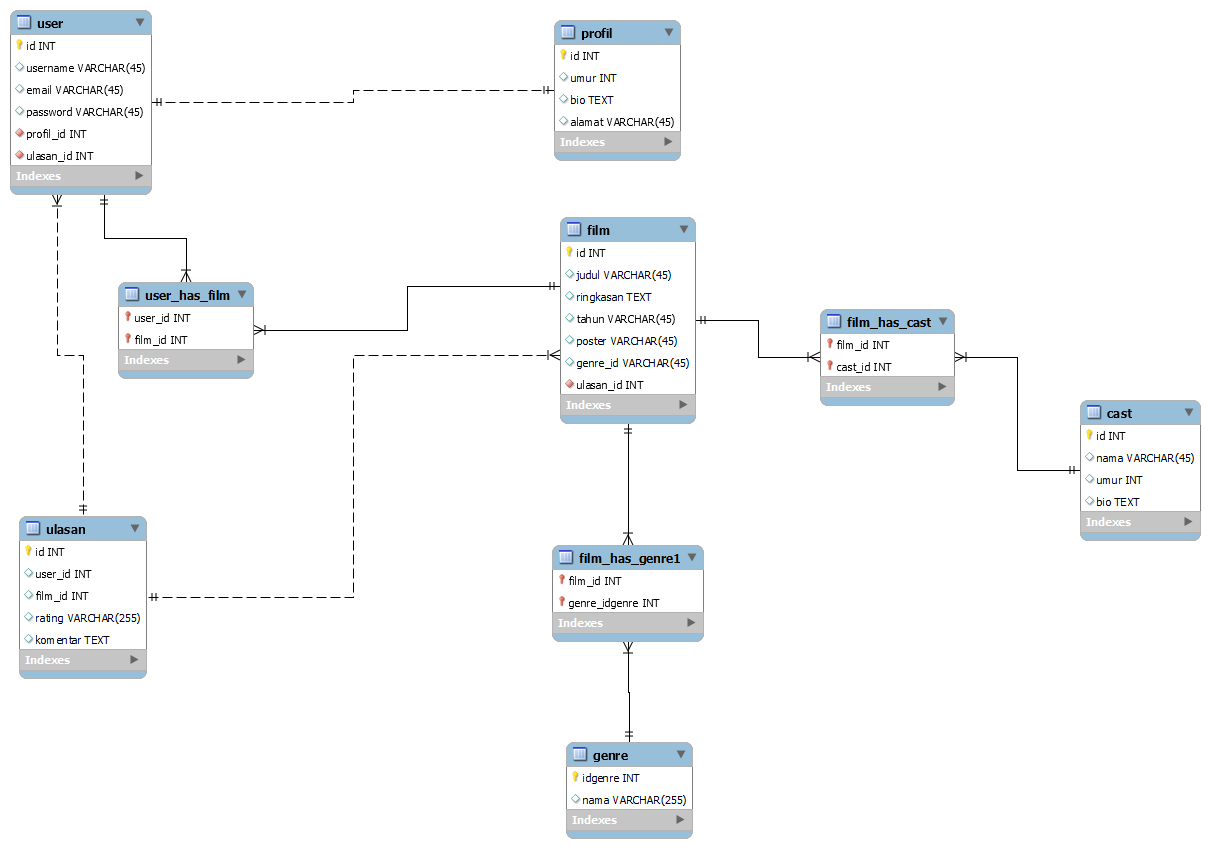 user
id INT
username VARCHAR(45)
email VARCHAR(45)
password VARCHAR(45)
profil_id INT
ulasan_id INT
Indexes
profil
id INT
umur INT
bio TEXT
alamat VARCHAR(45)
Indexes
film
id INT
judul VARCHAR(45)
ringkasan TEXT
tahun VARCHAR(45)
poster VARCHAR(45)
genre_id VARCHAR(45)
ulasan_id INT
Indexes
user_has_film
user_id INT
film_id INT
Indexes
film_has_cast
film_id INT
cast_id INT
Indexes
cast
id INT
nama VARCHAR(45)
umur INT
bio TEXT
Indexes
ulasan
id INT
user_id INT
film_id INT
rating VARCHAR(255)
komentar TEXT
Indexes
film_has_genre1
film_id INT
genre_idgenre INT
Indexes
genre
idgenre INT
nama VARCHAR(255)
Indexes